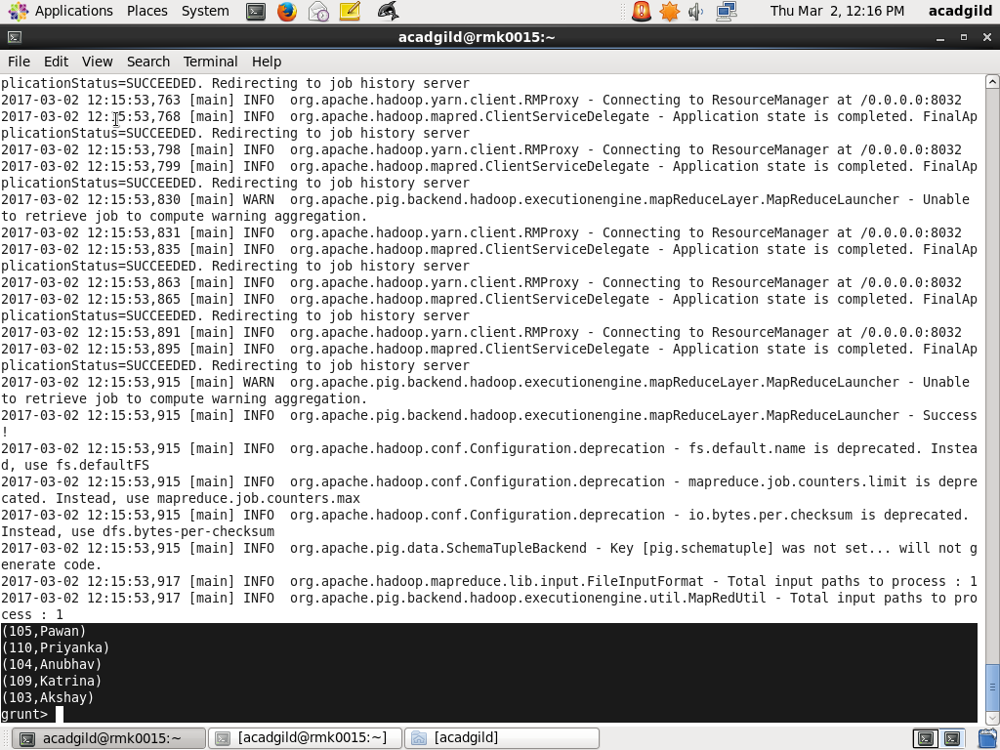 Applications Places System Thu Mar 2, 12:16 PM acadgild
acadgild@rmk0015:~
File Edit View Search Terminal Help
plicationStatus=SUCCEEDED. Redirecting to job history server
2017-03-02 12:15:53,763 [main] INFO  org.apache.hadoop.yarn.client.RMProxy - Connecting to ResourceManager at /0.0.0.0:8032
2017-03-02 12:15:53,768 [main] INFO  org.apache.hadoop.mapred.ClientServiceDelegate - Application state is completed. FinalAp
plicationStatus=SUCCEEDED. Redirecting to job history server
2017-03-02 12:15:53,798 [main] INFO  org.apache.hadoop.yarn.client.RMProxy - Connecting to ResourceManager at /0.0.0.0:8032
2017-03-02 12:15:53,799 [main] INFO  org.apache.hadoop.mapred.ClientServiceDelegate - Application state is completed. FinalAp
plicationStatus=SUCCEEDED. Redirecting to job history server
2017-03-02 12:15:53,830 [main] WARN  org.apache.pig.backend.hadoop.executionengine.mapReduceLayer.MapReduceLauncher - Unable
to retrieve job to compute warning aggregation.
2017-03-02 12:15:53,831 [main] INFO  org.apache.hadoop.yarn.client.RMProxy - Connecting to ResourceManager at /0.0.0.0:8032
2017-03-02 12:15:53,835 [main] INFO  org.apache.hadoop.mapred.ClientServiceDelegate - Application state is completed. FinalAp
plicationStatus=SUCCEEDED. Redirecting to job history server
2017-03-02 12:15:53,863 [main] INFO  org.apache.hadoop.yarn.client.RMProxy - Connecting to ResourceManager at /0.0.0.0:8032
2017-03-02 12:15:53,865 [main] INFO  org.apache.hadoop.mapred.ClientServiceDelegate - Application state is completed. FinalAp
plicationStatus=SUCCEEDED. Redirecting to job history server
2017-03-02 12:15:53,891 [main] INFO  org.apache.hadoop.yarn.client.RMProxy - Connecting to ResourceManager at /0.0.0.0:8032
2017-03-02 12:15:53,895 [main] INFO  org.apache.hadoop.mapred.ClientServiceDelegate - Application state is completed. FinalAp
plicationStatus=SUCCEEDED. Redirecting to job history server
2017-03-02 12:15:53,915 [main] WARN  org.apache.pig.backend.hadoop.executionengine.mapReduceLayer.MapReduceLauncher - Unable
to retrieve job to compute warning aggregation.
2017-03-02 12:15:53,915 [main] INFO  org.apache.pig.backend.hadoop.executionengine.mapReduceLayer.MapReduceLauncher - Success
!
2017-03-02 12:15:53,915 [main] INFO  org.apache.hadoop.conf.Configuration.deprecation - fs.default.name is deprecated. Instea
d, use fs.defaultFS
2017-03-02 12:15:53,915 [main] INFO  org.apache.hadoop.conf.Configuration.deprecation - mapreduce.job.counters.limit is depre
cated. Instead, use mapreduce.job.counters.max
2017-03-02 12:15:53,915 [main] INFO  org.apache.hadoop.conf.Configuration.deprecation - io.bytes.per.checksum is deprecated.
Instead, use dfs.bytes-per-checksum
2017-03-02 12:15:53,915 [main] INFO  org.apache.pig.data.SchemaTupleBackend - Key [pig.schematuple] was not set... will not g
enerate code.
2017-03-02 12:15:53,917 [main] INFO  org.apache.hadoop.mapreduce.lib.input.FileInputFormat - Total input paths to process : 1
2017-03-02 12:15:53,917 [main] INFO  org.apache.pig.backend.hadoop.executionengine.util.MapRedUtil - Total input paths to pro
cess : 1
(105,Pawan)
(110,Priyanka)
(104,Anubhav)
(109,Katrina)
(103,Akshay)
grunt>
acadgild@rmk0015:~ [acadgild@rmk0015:~] [acadgild]